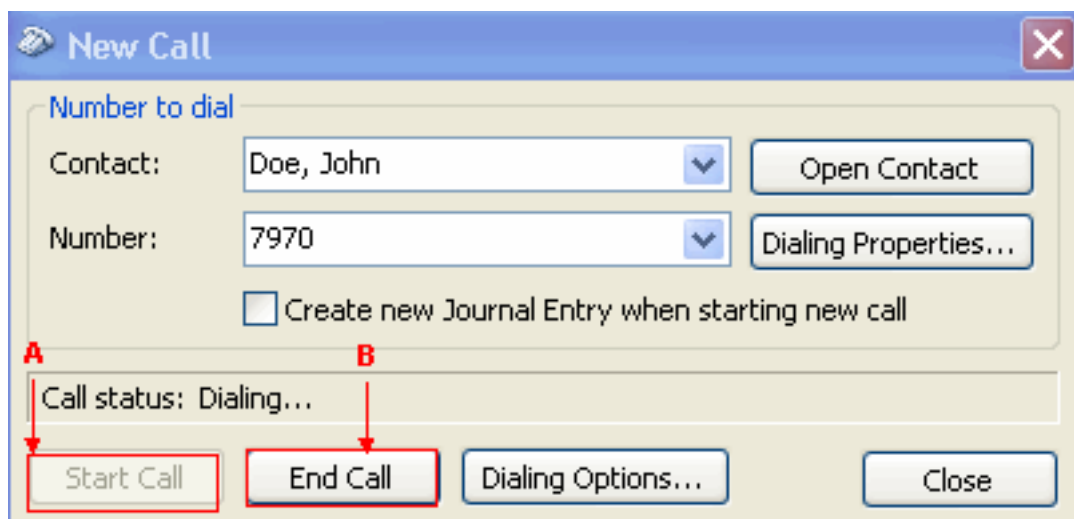 New Call
Number to dial
Contact: Doe, John Open Contact
Number: 7970 Dialing Properties...
Create new Journal Entry when starting new call
A B
Call status: Dialing...
Start Call End Call Dialing Options... Close